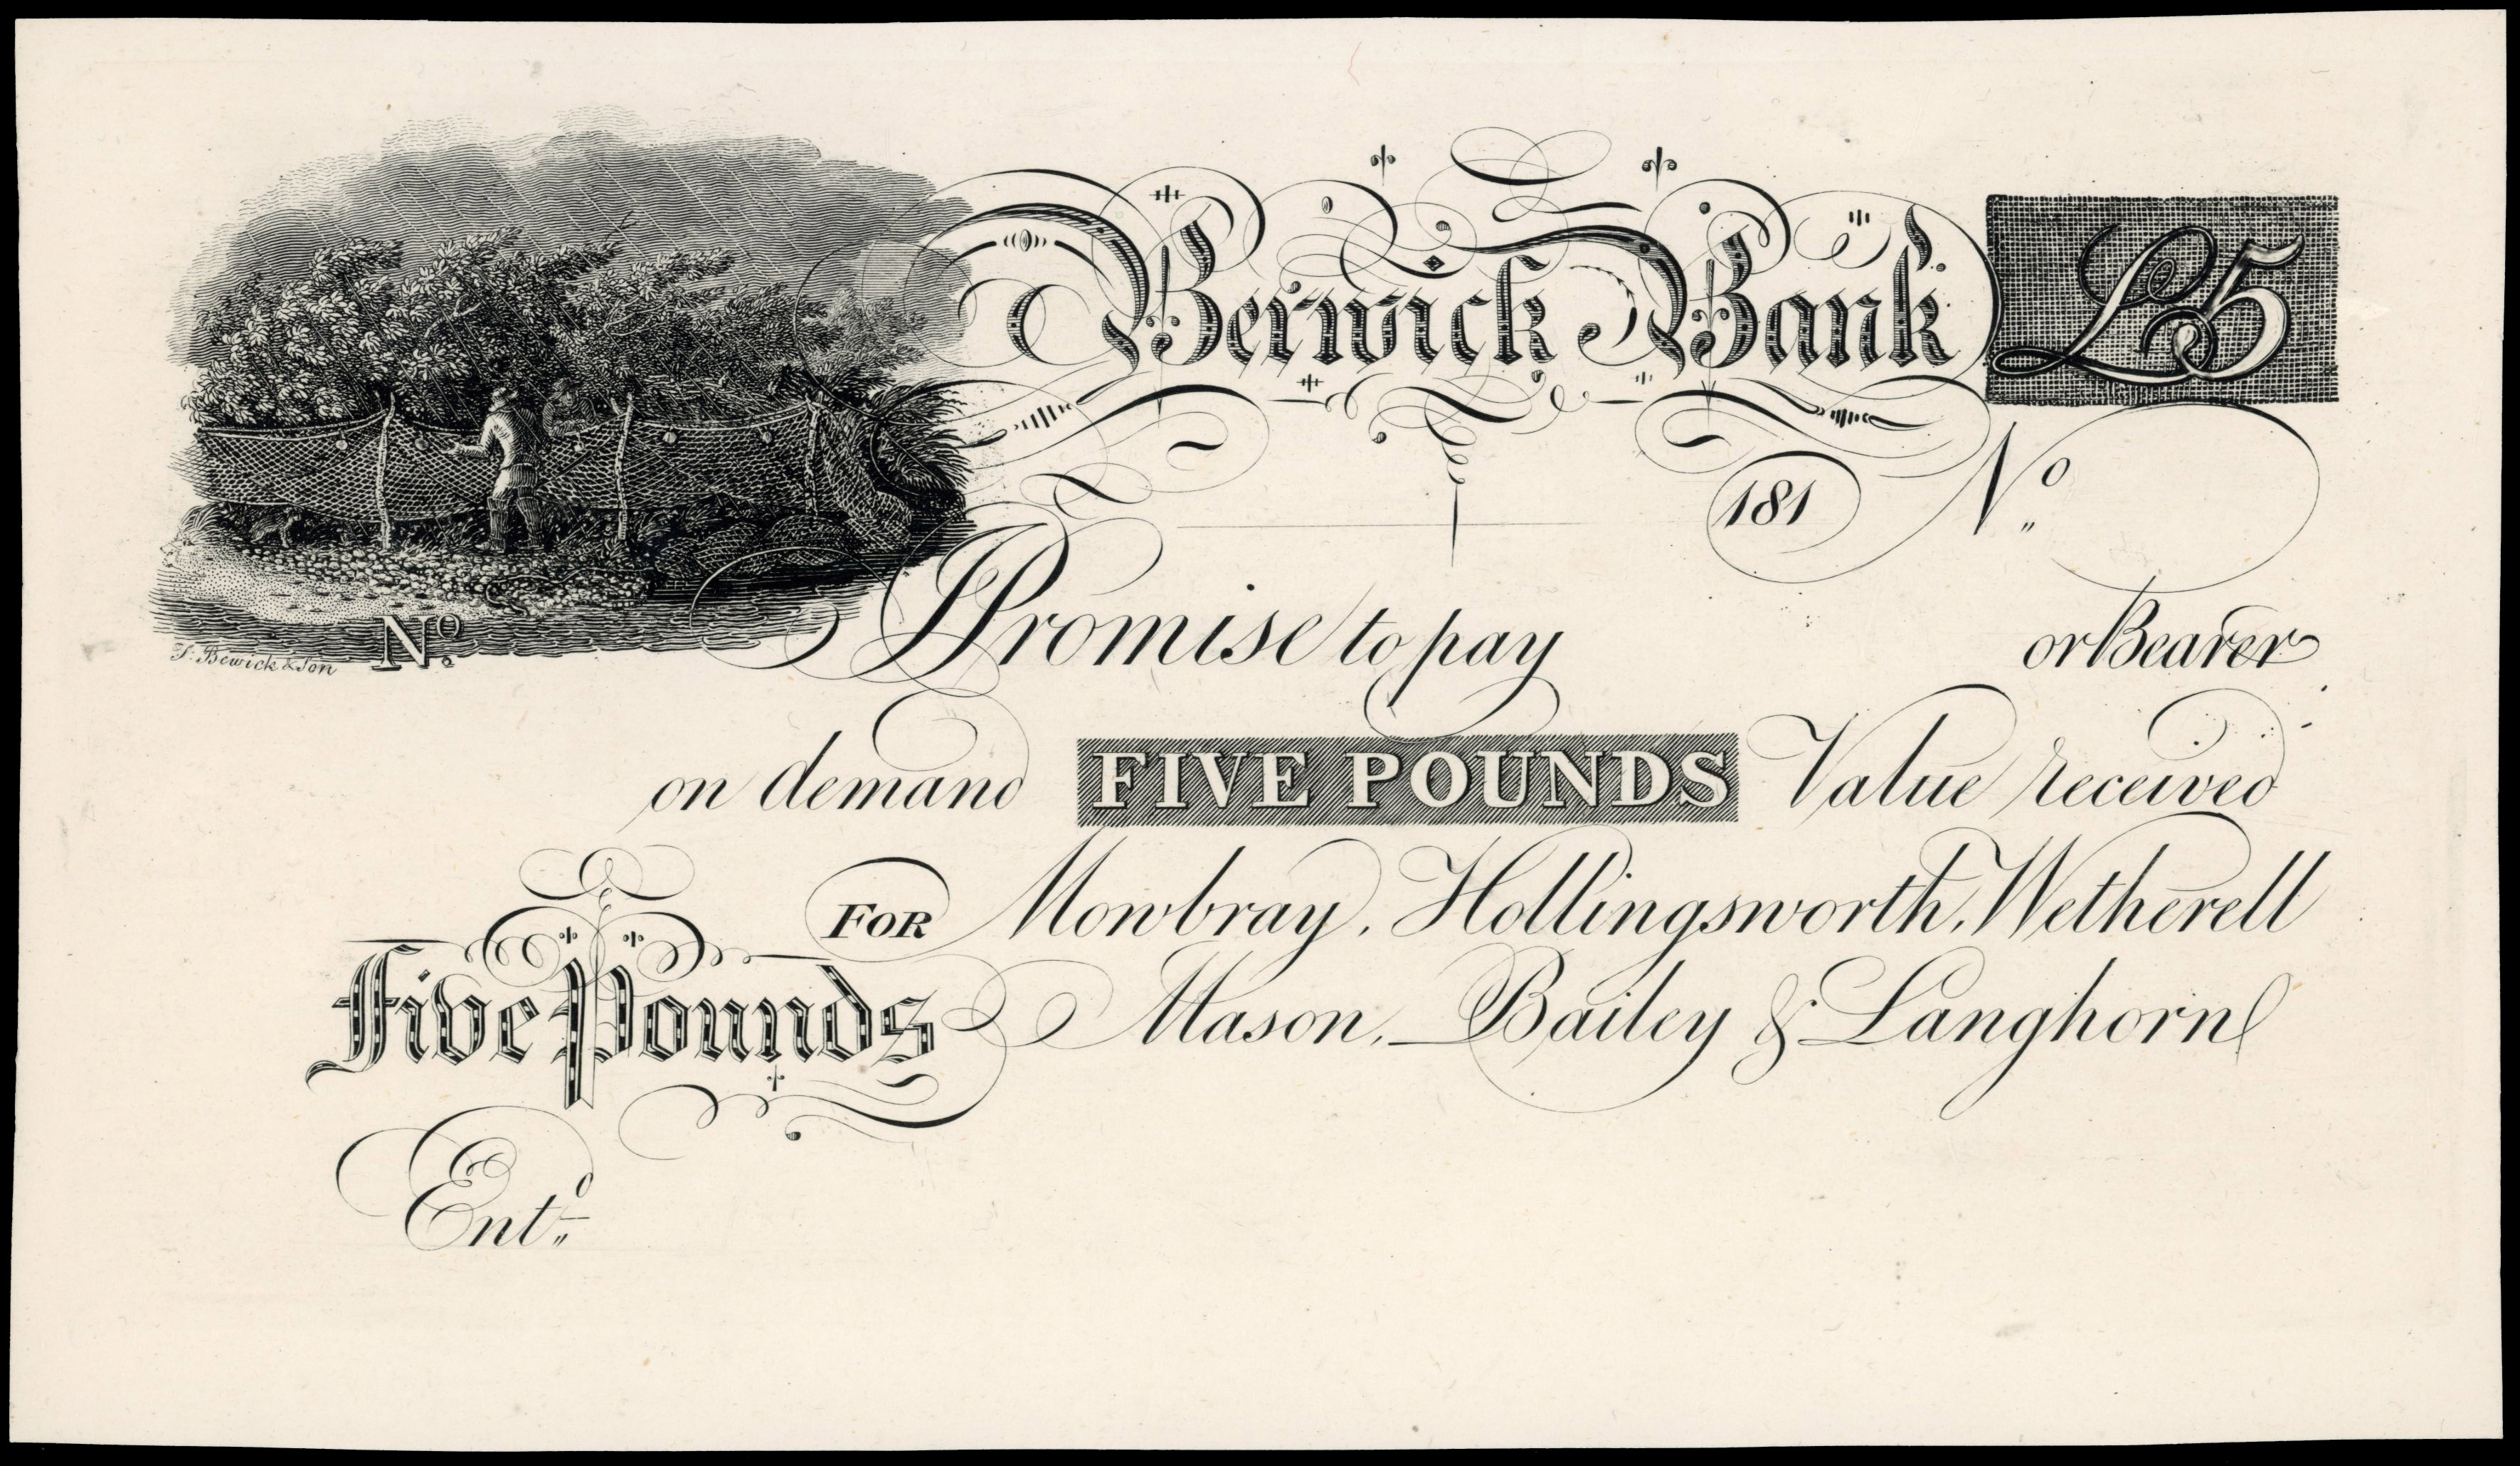 Berwick Bank £5
181 Nº
I Promise to pay or Bearer
Nº
T. Bewick & Son
on demand FIVE POUNDS Value received
FOR Mowbray, Hollingsworth, Wetherell
Five Pounds Mason, Bailey & Langhorn
Entº